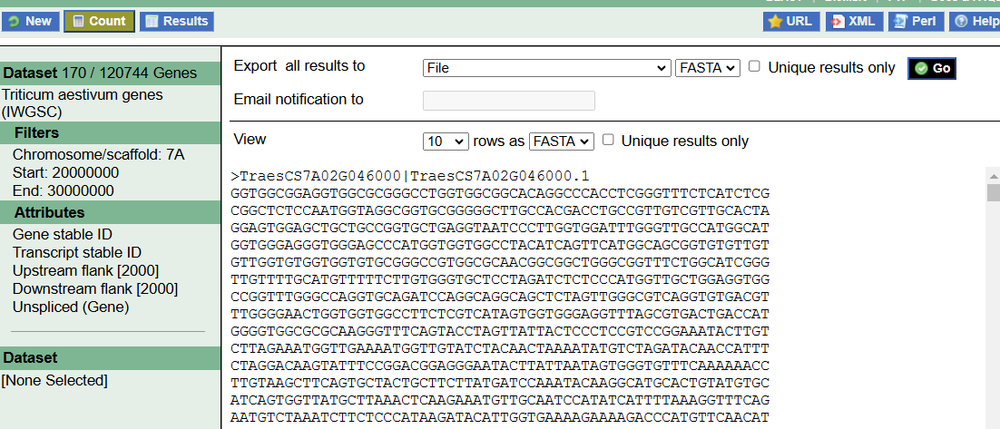 New Count Results URL XML Perl Help
Dataset 170 / 120744 Genes
Triticum aestivum genes
(IWGSC)
Filters
Chromosome/scaffold: 7A
Start: 20000000
End: 30000000
Attributes
Gene stable ID
Transcript stable ID
Upstream flank [2000]
Downstream flank [2000]
Unspliced (Gene)
Dataset
[None Selected]
Export all results to File FASTA Unique results only Go
Email notification to
View 10 rows as FASTA Unique results only
>TraesCS7A02G046000|TraesCS7A02G046000.1
GGTGGCGGAGGTGGCGCGGGCCTGGTGGCGGCACAGGCCCACCTCGGGTTTCTCATCTCG
CGGCTCTCCAATGGTAGGCGGTGCGGGGGCTTGCCACGACCTGCCGTTGTCGTTGCACTA
GGAGTGGAGCTGCTGCCGGTGCTGAGGTAATCCCTTGGTGGATTTGGGTTGCCATGGCAT
GGTGGGAGGTGGGAGCCCATGGTGGTGGCCTACATCAGTTCATGGCAGCGGTGTGTTGT
GTTGGTGTGGTGGTGTGCGGGCCGTGGCGCAACGGCGGCTGGGCGGTTTCTGGCATCGGG
TTGTTTTGCATGTTTTTCTTGTGGGTGCTCCTAGATCTCTCCCATGGTTGCTGGAGGTGG
CCGGTTTGGGCCAGGTGCAGATCCAGGCAGGCAGCTCTAGTTGGGCGTCAGGTGTGACGT
TTGGGGAACTGGTGGTGGCCTTCTCGTCATAGTGGTGGGAGGTTTAGCGTGACTGACCAT
GGGGTGGCGCGCAAGGGTTTCAGTACCTAGTTATTACTCCCTCCGTCCGGAAATACTTGT
CTTAGAAATGGTTGAAAATGGTTGTATCTACAACTAAAATATGTCTAGATACAACCATTT
CTAGGACAAGTATTTCCGGACGGAGGGAATACTTATTAATAGTGGGTGTTTCAAAAAACC
TTGTAAGCTTCAGTGCTACTGCTTCTTATGATCCAAATACAAGGCATGCACTGTATGTGC
ATCAGTGGTTATGCTTAAACTCAAGAAATGTTGCAATCCATATCATTTTAAAGGTTTCAG
AATGTCTAAATCTTCTCCCATAAGATACATTGGTGAAAAGAAAAGACCCATGTTCAACAT